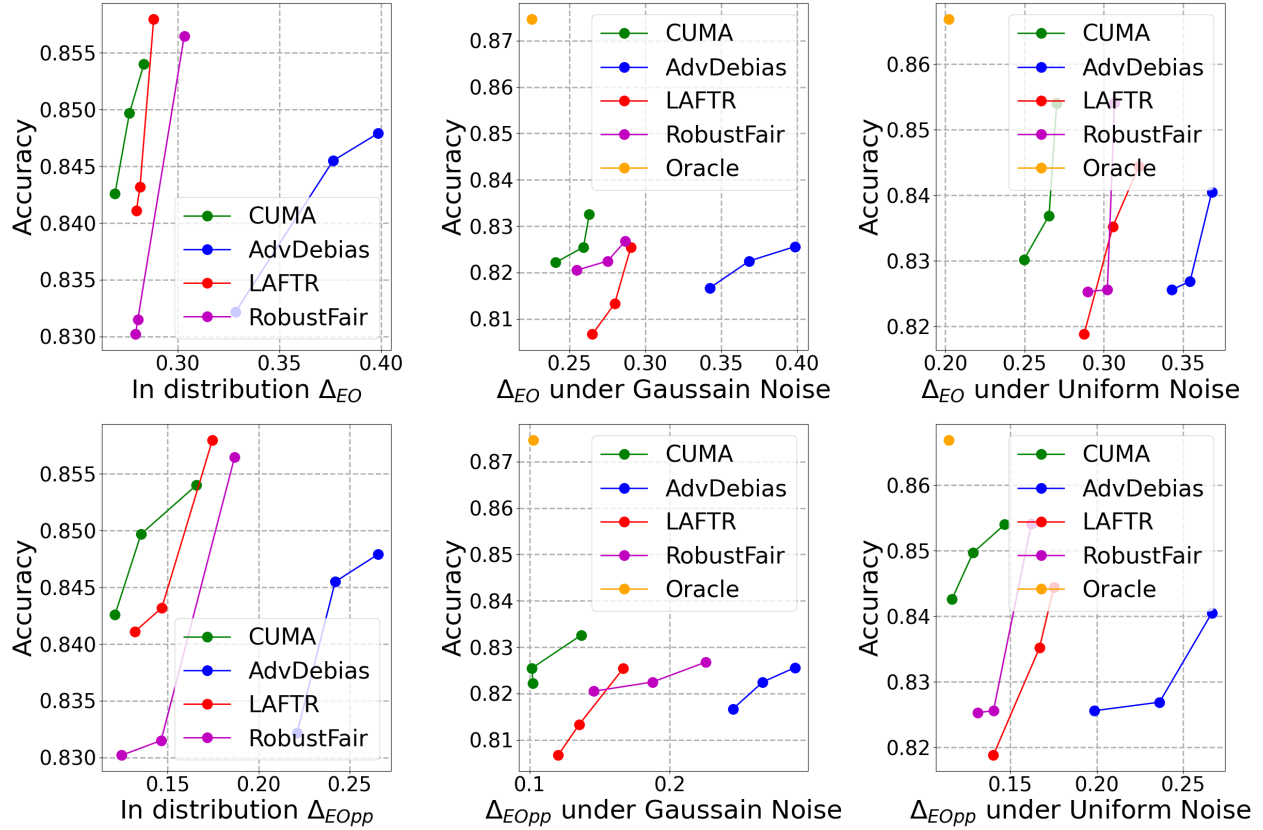 Accuracy
0.855
0.850
0.845
0.840
0.835
0.830
CUMA
AdvDebias
LAFTR
RobustFair
0.30
0.35
0.40
In distribution Δ_EO
Accuracy
0.87
0.86
0.85
0.84
0.83
0.82
0.81
CUMA
AdvDebias
LAFTR
RobustFair
Oracle
0.25
0.30
0.35
0.40
Δ_EO under Gaussain Noise
Accuracy
0.86
0.85
0.84
0.83
0.82
CUMA
AdvDebias
LAFTR
RobustFair
Oracle
0.20
0.25
0.30
0.35
Δ_EO under Uniform Noise
Accuracy
0.855
0.850
0.845
0.840
0.835
0.830
CUMA
AdvDebias
LAFTR
RobustFair
0.15
0.20
0.25
In distribution Δ_EOpp
Accuracy
0.87
0.86
0.85
0.84
0.83
0.82
0.81
CUMA
AdvDebias
LAFTR
RobustFair
Oracle
0.1
0.2
Δ_EOpp under Gaussain Noise
Accuracy
0.86
0.85
0.84
0.83
0.82
CUMA
AdvDebias
LAFTR
RobustFair
Oracle
0.15
0.20
0.25
Δ_EOpp under Uniform Noise